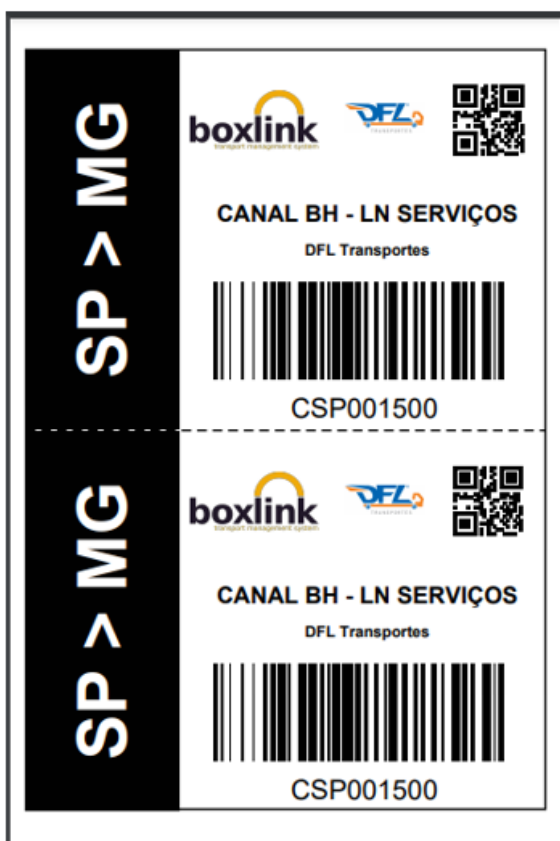 SP > MG
boxlink
transport management system
DFL
TRANSPORTES
CANAL BH - LN SERVIÇOS
DFL Transportes
CSP001500
SP > MG
boxlink
transport management system
DFL
TRANSPORTES
CANAL BH - LN SERVIÇOS
DFL Transportes
CSP001500